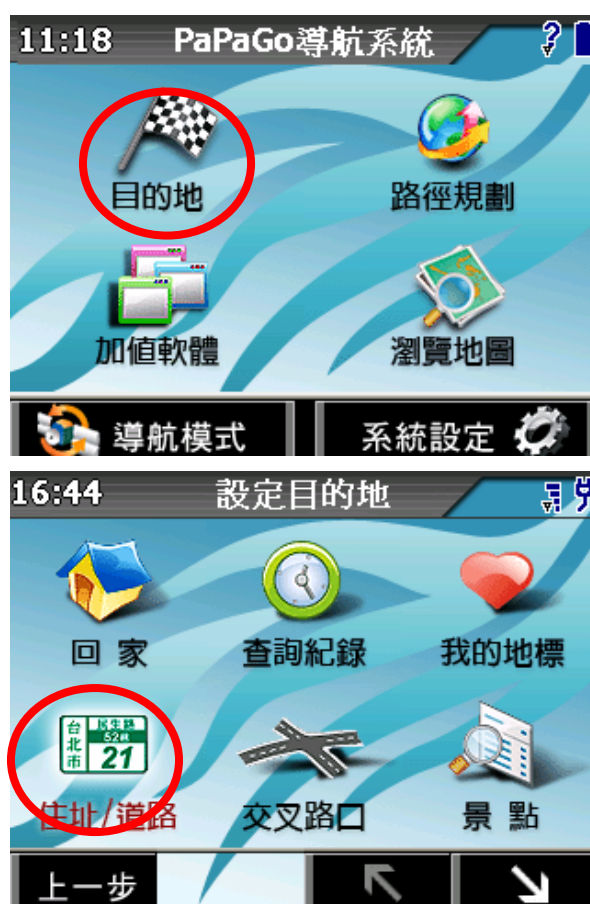 11:18 PaPaGo導航系統 ?
目的地 路徑規劃
加值軟體 瀏覽地圖
導航模式 系統設定
16:44 設定目的地
回 家 查詢紀錄 我的地標
台北市 民生路
52巷
21
住址/道路 交叉路口 景 點
上一步